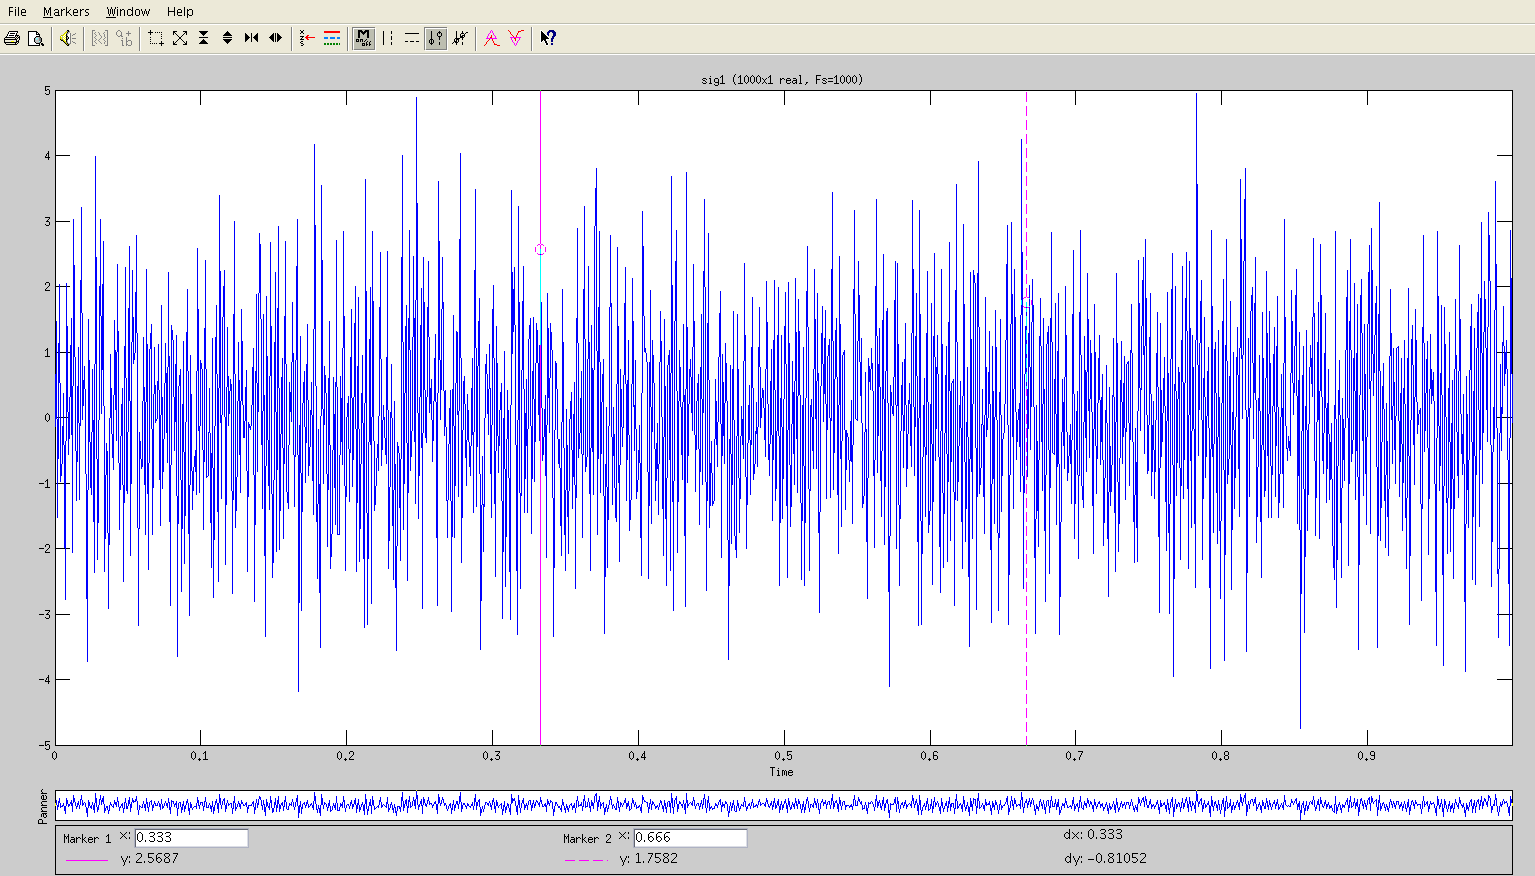 File Markers Window Help
sig1 (1000x1 real, Fs=1000)
5
4
3
2
1
0
-1
-2
-3
-4
-5
0 0.1 0.2 0.3 0.4 0.5 0.6 0.7 0.8 0.9
Time
Panner
Marker 1 x: 0.333 Marker 2 x: 0.666 dx: 0.333
y: 2.5687 y: 1.7582 dy: -0.81052